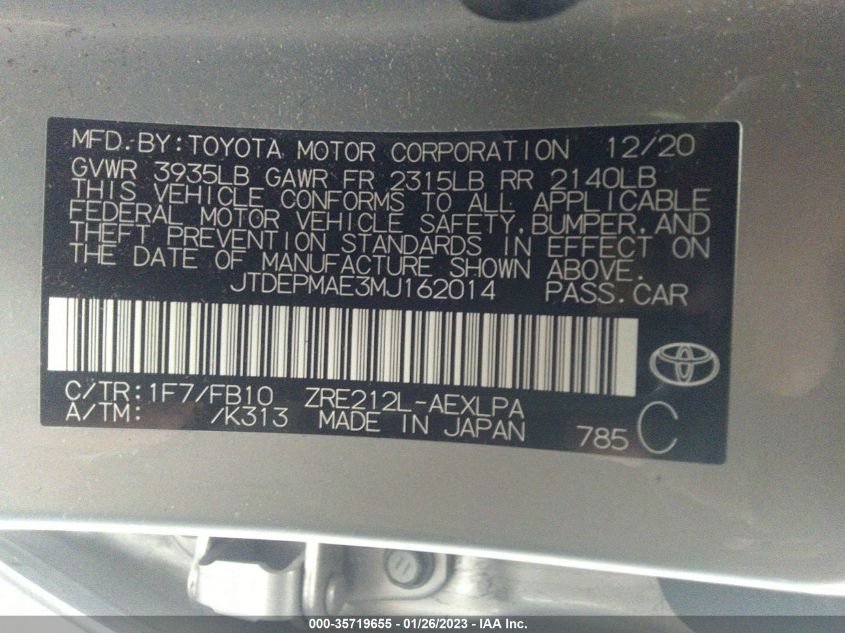 MFD. BY: TOYOTA MOTOR CORPORATION 12/20
GVWR 3935LB GAWR FR 2315LB RR 2140LB
THIS VEHICLE CONFORMS TO ALL APPLICABLE
FEDERAL MOTOR VEHICLE SAFETY, BUMPER, AND
THEFT PREVENTION STANDARDS IN EFFECT ON
THE DATE OF MANUFACTURE SHOWN ABOVE.
JTDEPMAE3MJ162014 PASS.CAR
C/TR: 1F7/FB10 ZRE212L-AEXLPA
A/TM: /K313 MADE IN JAPAN 785 C
000-35719655 - 01/26/2023 - IAA Inc.